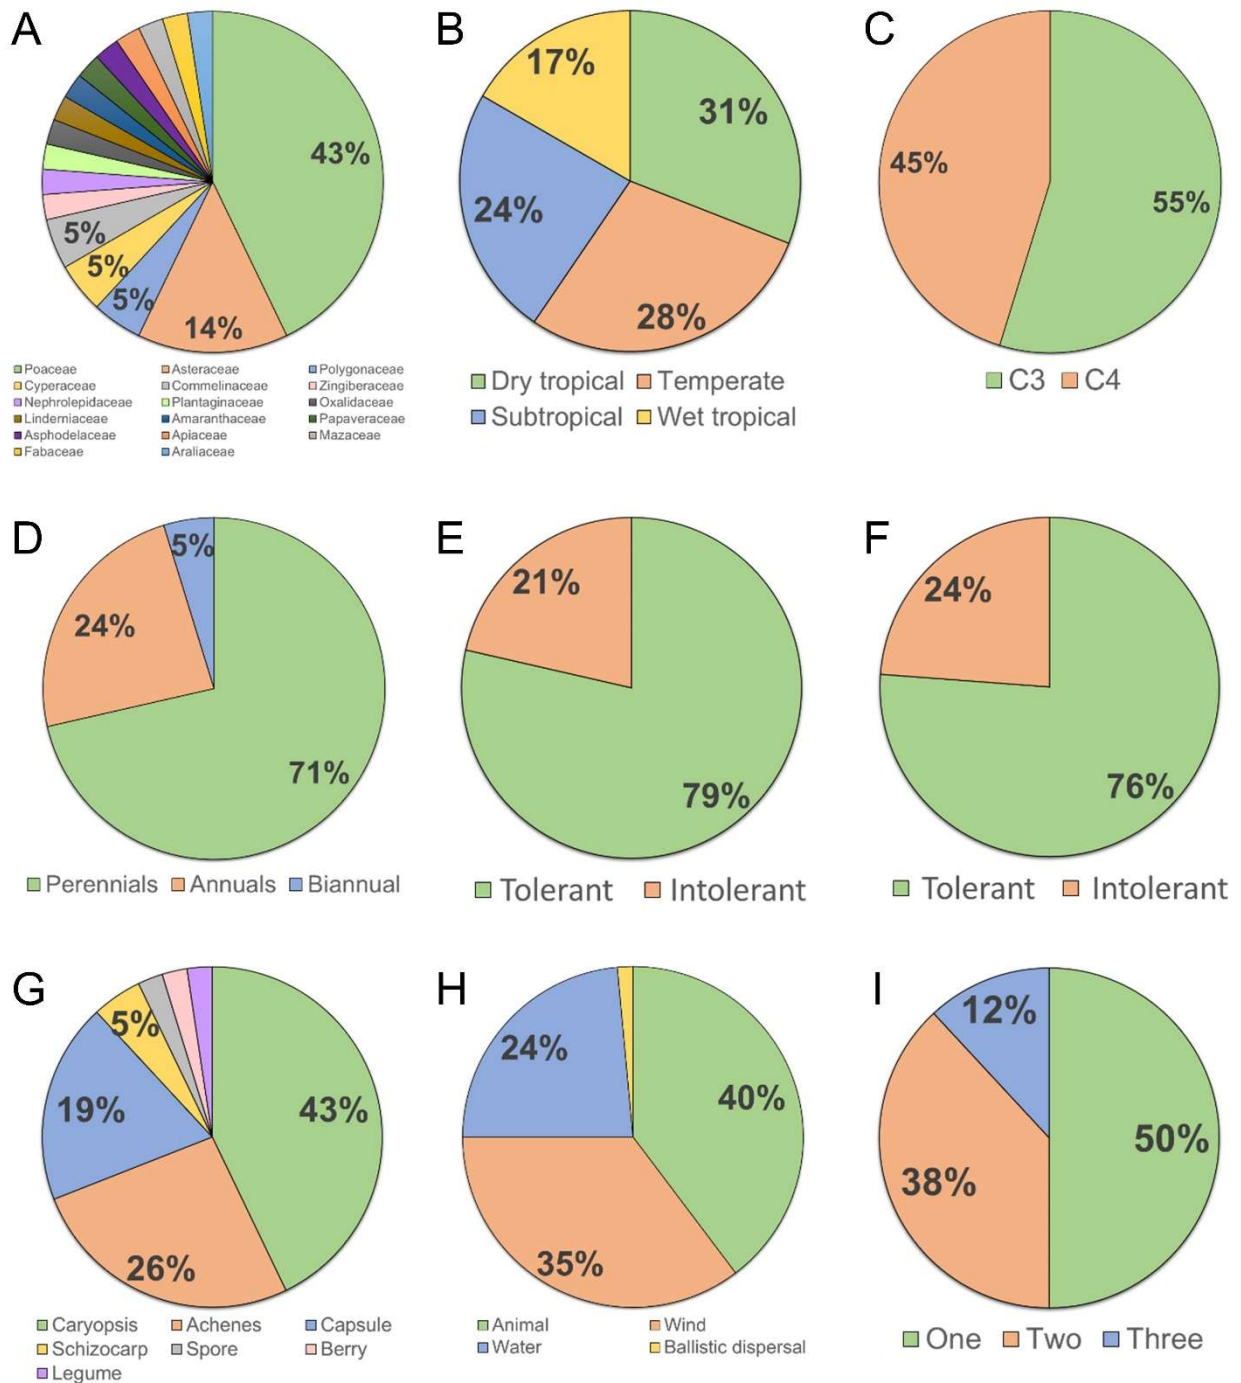 A
B
C
43%
14%
5%
5%
5%
31%
28%
24%
17%
55%
45%
Poaceae Asteraceae Polygonaceae
Cyperaceae Commelinaceae Zingiberaceae
Nephrolepidaceae Plantaginaceae Oxalidaceae
Linderniaceae Amaranthaceae Papaveraceae
Asphodelaceae Apiaceae Mazaceae
Fabaceae Araliaceae
Dry tropical Temperate
Subtropical Wet tropical
C3 C4
D
E
F
5%
24%
71%
21%
79%
24%
76%
Perennials Annuals Biannual
Tolerant Intolerant
Tolerant Intolerant
G
H
I
5%
19%
43%
26%
24%
40%
35%
12%
38%
50%
Caryopsis Achenes Capsule
Schizocarp Spore Berry
Legume
Animal Wind
Water Ballistic dispersal
One Two Three